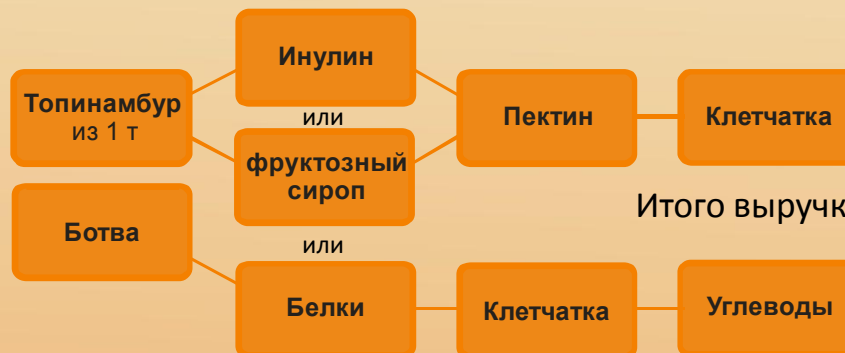 Топинамбур
из 1 т
Инулин
или
фруктозный
сироп
Пектин
Клетчатка
Итого выручк
Ботва
или
Белки
Клетчатка
Углеводы